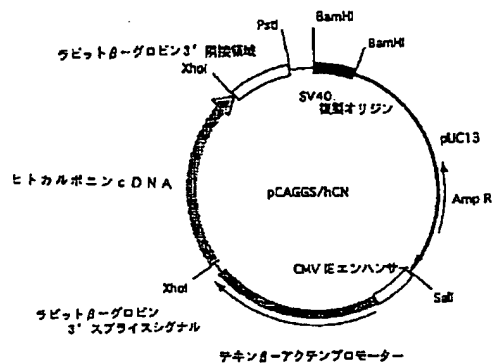 BamHI
PstI
BamHI
ラビットβーグロビン3'隣接領域
XhoI
SV40
複製オリジン
pUC13
ヒトカルポニンcDNA
pCAGGS/hCN
Amp R
CMV IEエンハンサー
XhoI
SalI
ラビットβーグロビン
3'スプライスシグナル
チキンβーアクチンプロモーター